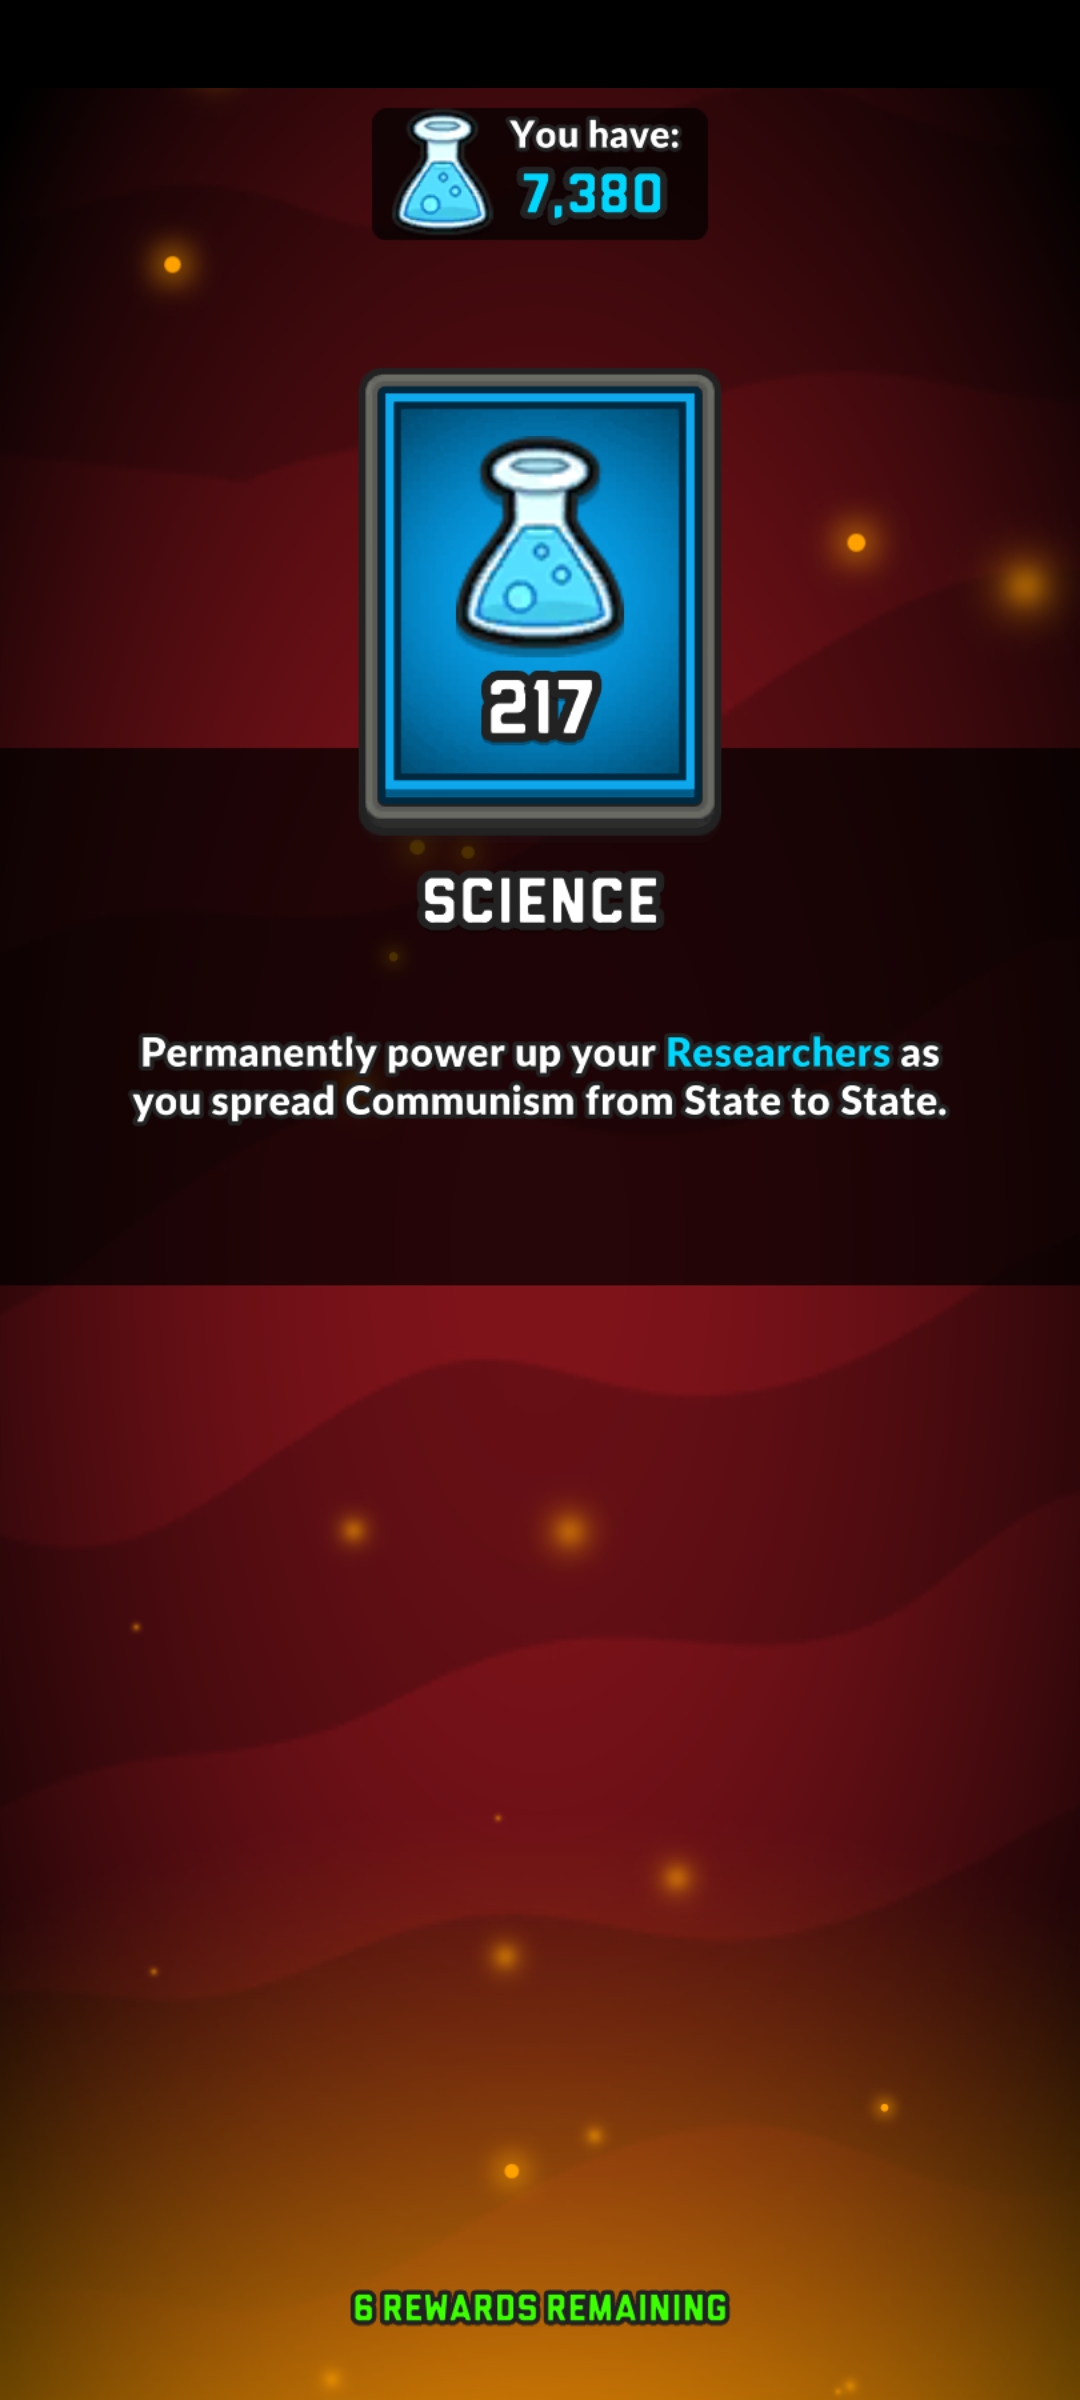 You have:
7,380
217
SCIENCE
Permanently power up your Researchers as
you spread Communism from State to State.
6 REWARDS REMAINING